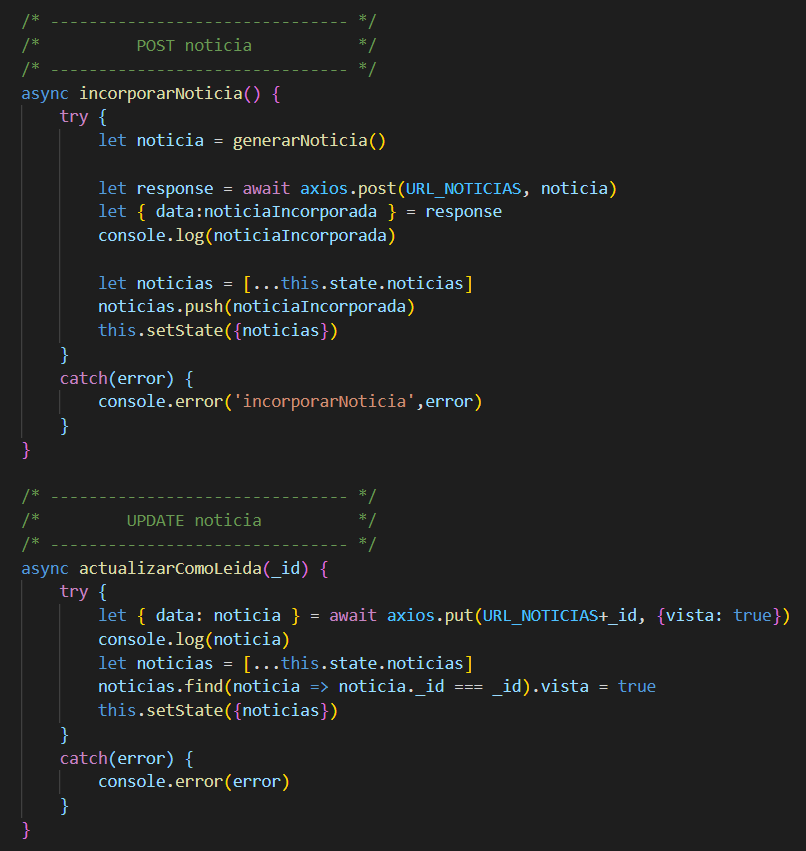 /* ------------------------------- */
/*          POST noticia           */
/* ------------------------------- */
async incorporarNoticia() {
    try {
        let noticia = generarNoticia()

        let response = await axios.post(URL_NOTICIAS, noticia)
        let { data:noticiaIncorporada } = response
        console.log(noticiaIncorporada)

        let noticias = [...this.state.noticias]
        noticias.push(noticiaIncorporada)
        this.setState({noticias})
    }
    catch(error) {
        console.error('incorporarNoticia',error)
    }
}

/* ------------------------------- */
/*         UPDATE noticia          */
/* ------------------------------- */
async actualizarComoLeida(_id) {
    try {
        let { data: noticia } = await axios.put(URL_NOTICIAS+_id, {vista: true})
        console.log(noticia)
        let noticias = [...this.state.noticias]
        noticias.find(noticia => noticia._id === _id).vista = true
        this.setState({noticias})
    }
    catch(error) {
        console.error(error)
    }
}